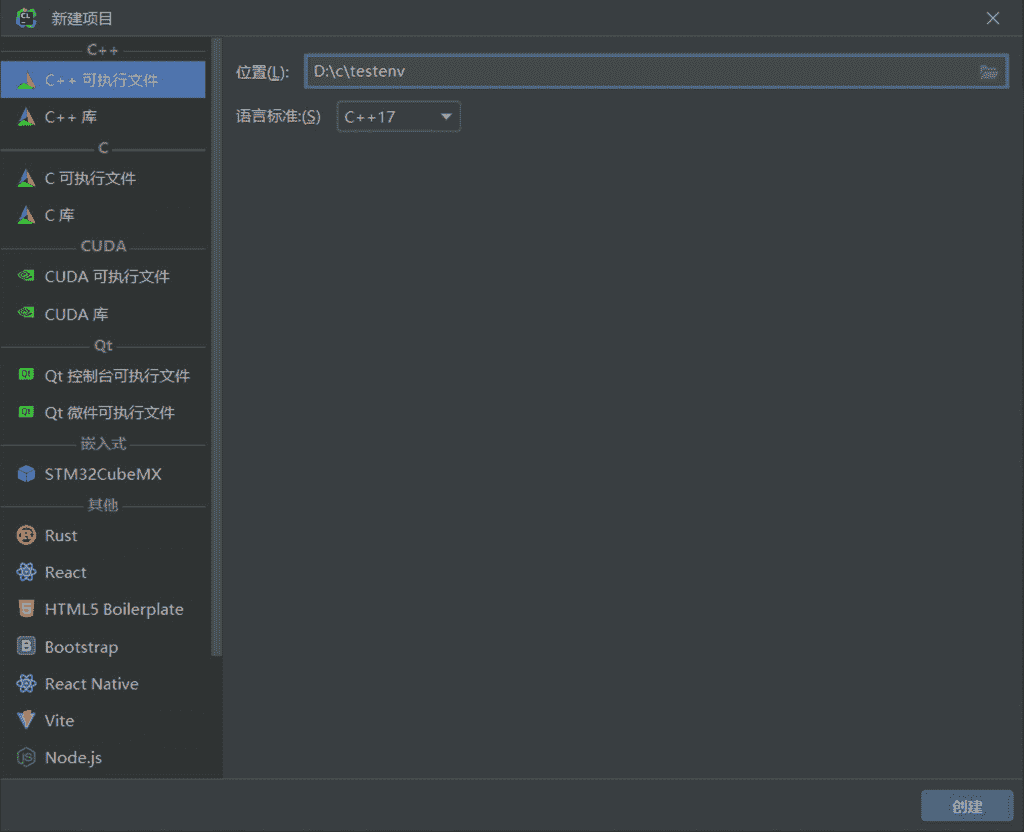 新建项目
C++
C++ 可执行文件
C++ 库
C
C 可执行文件
C 库
CUDA
CUDA 可执行文件
CUDA 库
Qt
Qt 控制台可执行文件
Qt 微件可执行文件
嵌入式
STM32CubeMX
其他
Rust
React
HTML5 Boilerplate
Bootstrap
React Native
Vite
Node.js
位置(L): D:\c\testenv
语言标准:(S) C++17
创建